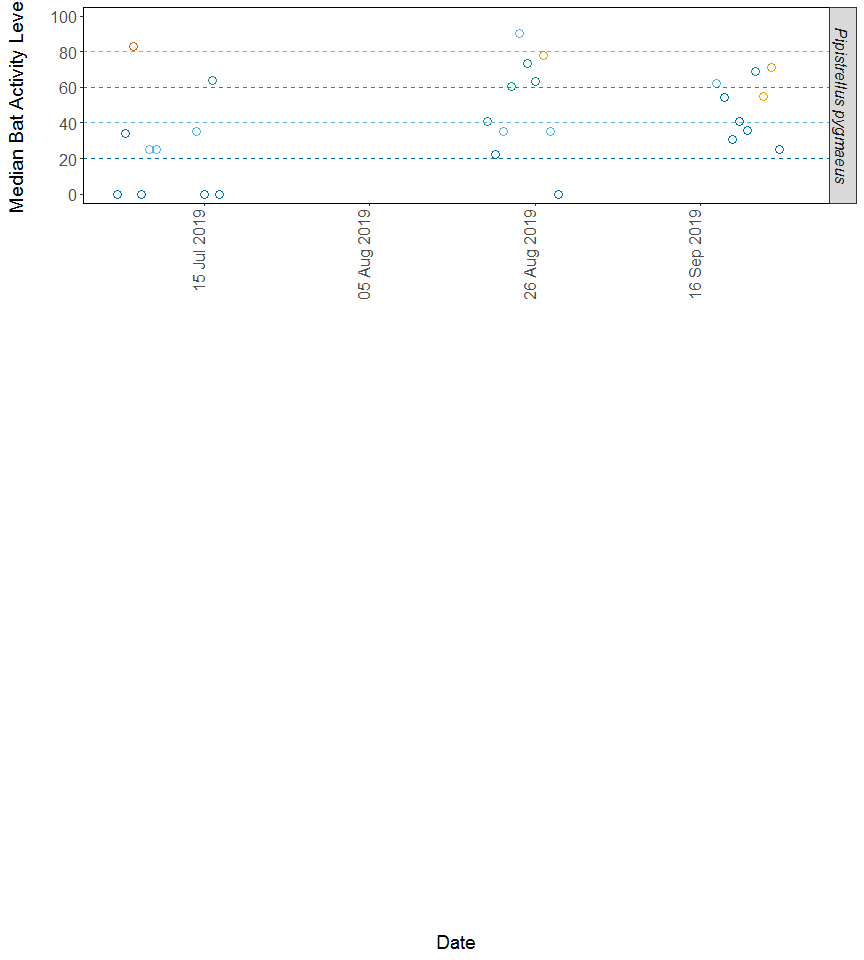 Median Bat Activity Leve
100
80
60
40
20
0
Pipistrellus pygmaeus
15 Jul 2019
05 Aug 2019
26 Aug 2019
16 Sep 2019
Date